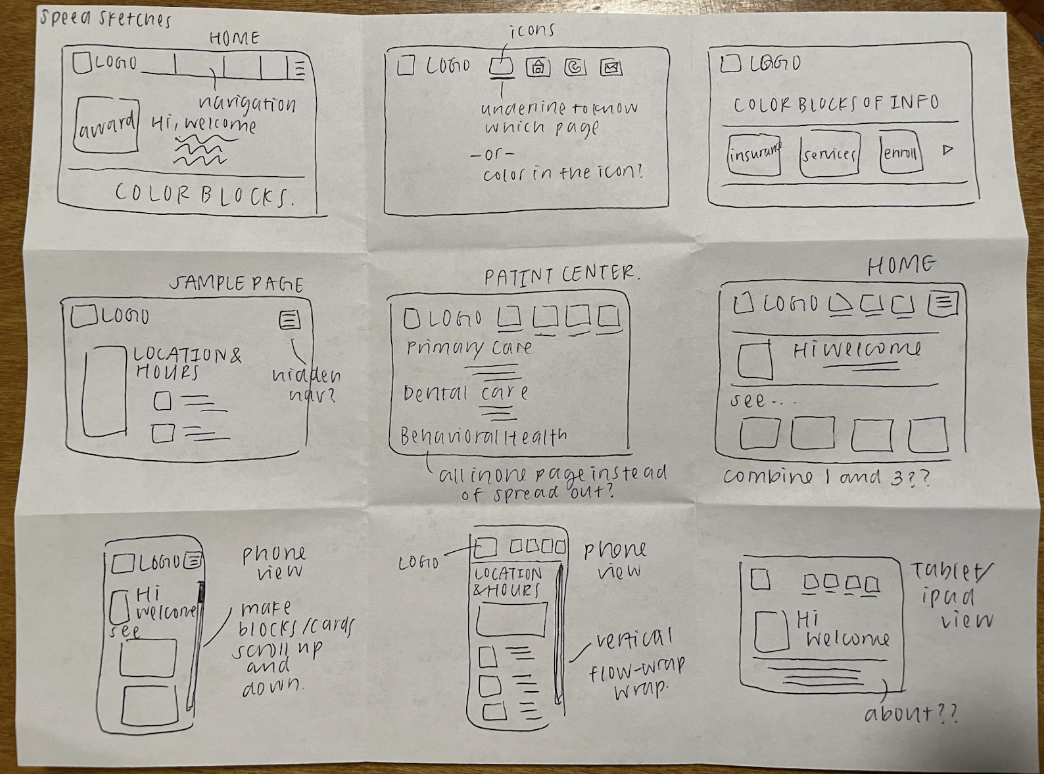 Speed sketches
HOME
LOGO
navigation
award
Hi, welcome
COLOR BLOCKS.
icons
LOGO
underline to know
which page
-or-
color in the icon?
LOGO
COLOR BLOCKS OF INFO
insuran
services
enroll
SAMPLE PAGE
LOGO
LOCATION &
HOURS
hidden
nav?
PATINT CENTER.
LOGO
Primary Care
Dental care
Behavioral Health
all in one page instead
of spread out?
HOME
LOGO
Hi welcome
see...
combine 1 and 3??
LOGO
Hi
welcome
see
phone
view
make
blocks/cards
scroll up
and
down.
LOGO
LOCATION
& HOURS
phone
view
vertical
flow-wrap
wrap.
Hi
welcome
Tablet/
ipad
view
about??